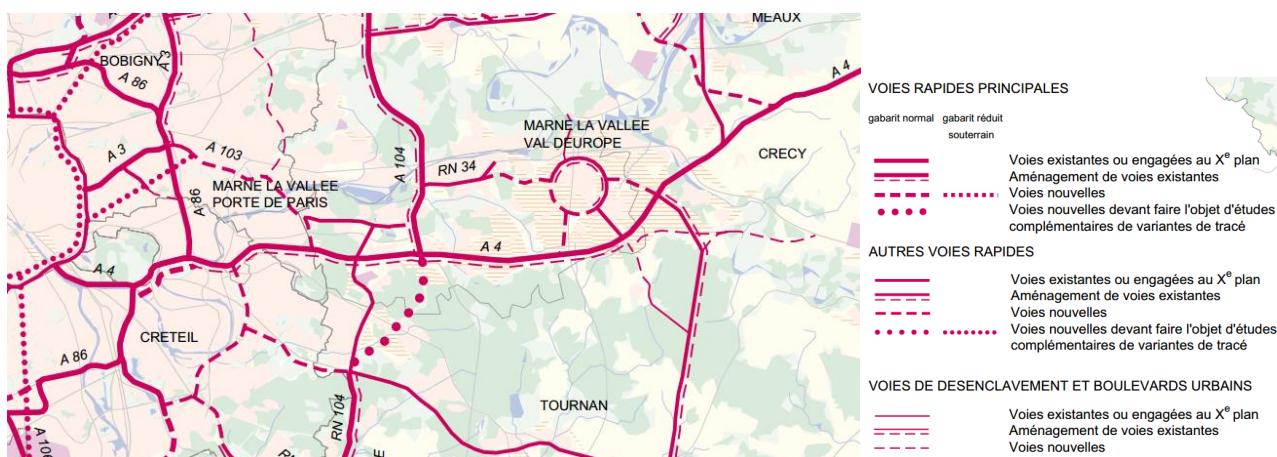 MEAUX
BOBIGNY
A 3
A 86
A 4
MARNE LA VALLEE
VAL D'EUROPE
CRECY
A 3
A 103
A 104
RN 34
MARNE LA VALLEE
PORTE DE PARIS
A 86
A 4
A 4
CRETEIL
A 86
TOURNAN
RN 104
A 106
VOIES RAPIDES PRINCIPALES
gabarit normal gabarit réduit
souterrain
Voies existantes ou engagées au Xe plan
Aménagement de voies existantes
Voies nouvelles
Voies nouvelles devant faire l'objet d'études
complémentaires de variantes de tracé
AUTRES VOIES RAPIDES
Voies existantes ou engagées au Xe plan
Aménagement de voies existantes
Voies nouvelles
Voies nouvelles devant faire l'objet d'études
complémentaires de variantes de tracé
VOIES DE DESENCLAVEMENT ET BOULEVARDS URBAINS
Voies existantes ou engagées au Xe plan
Aménagement de voies existantes
Voies nouvelles